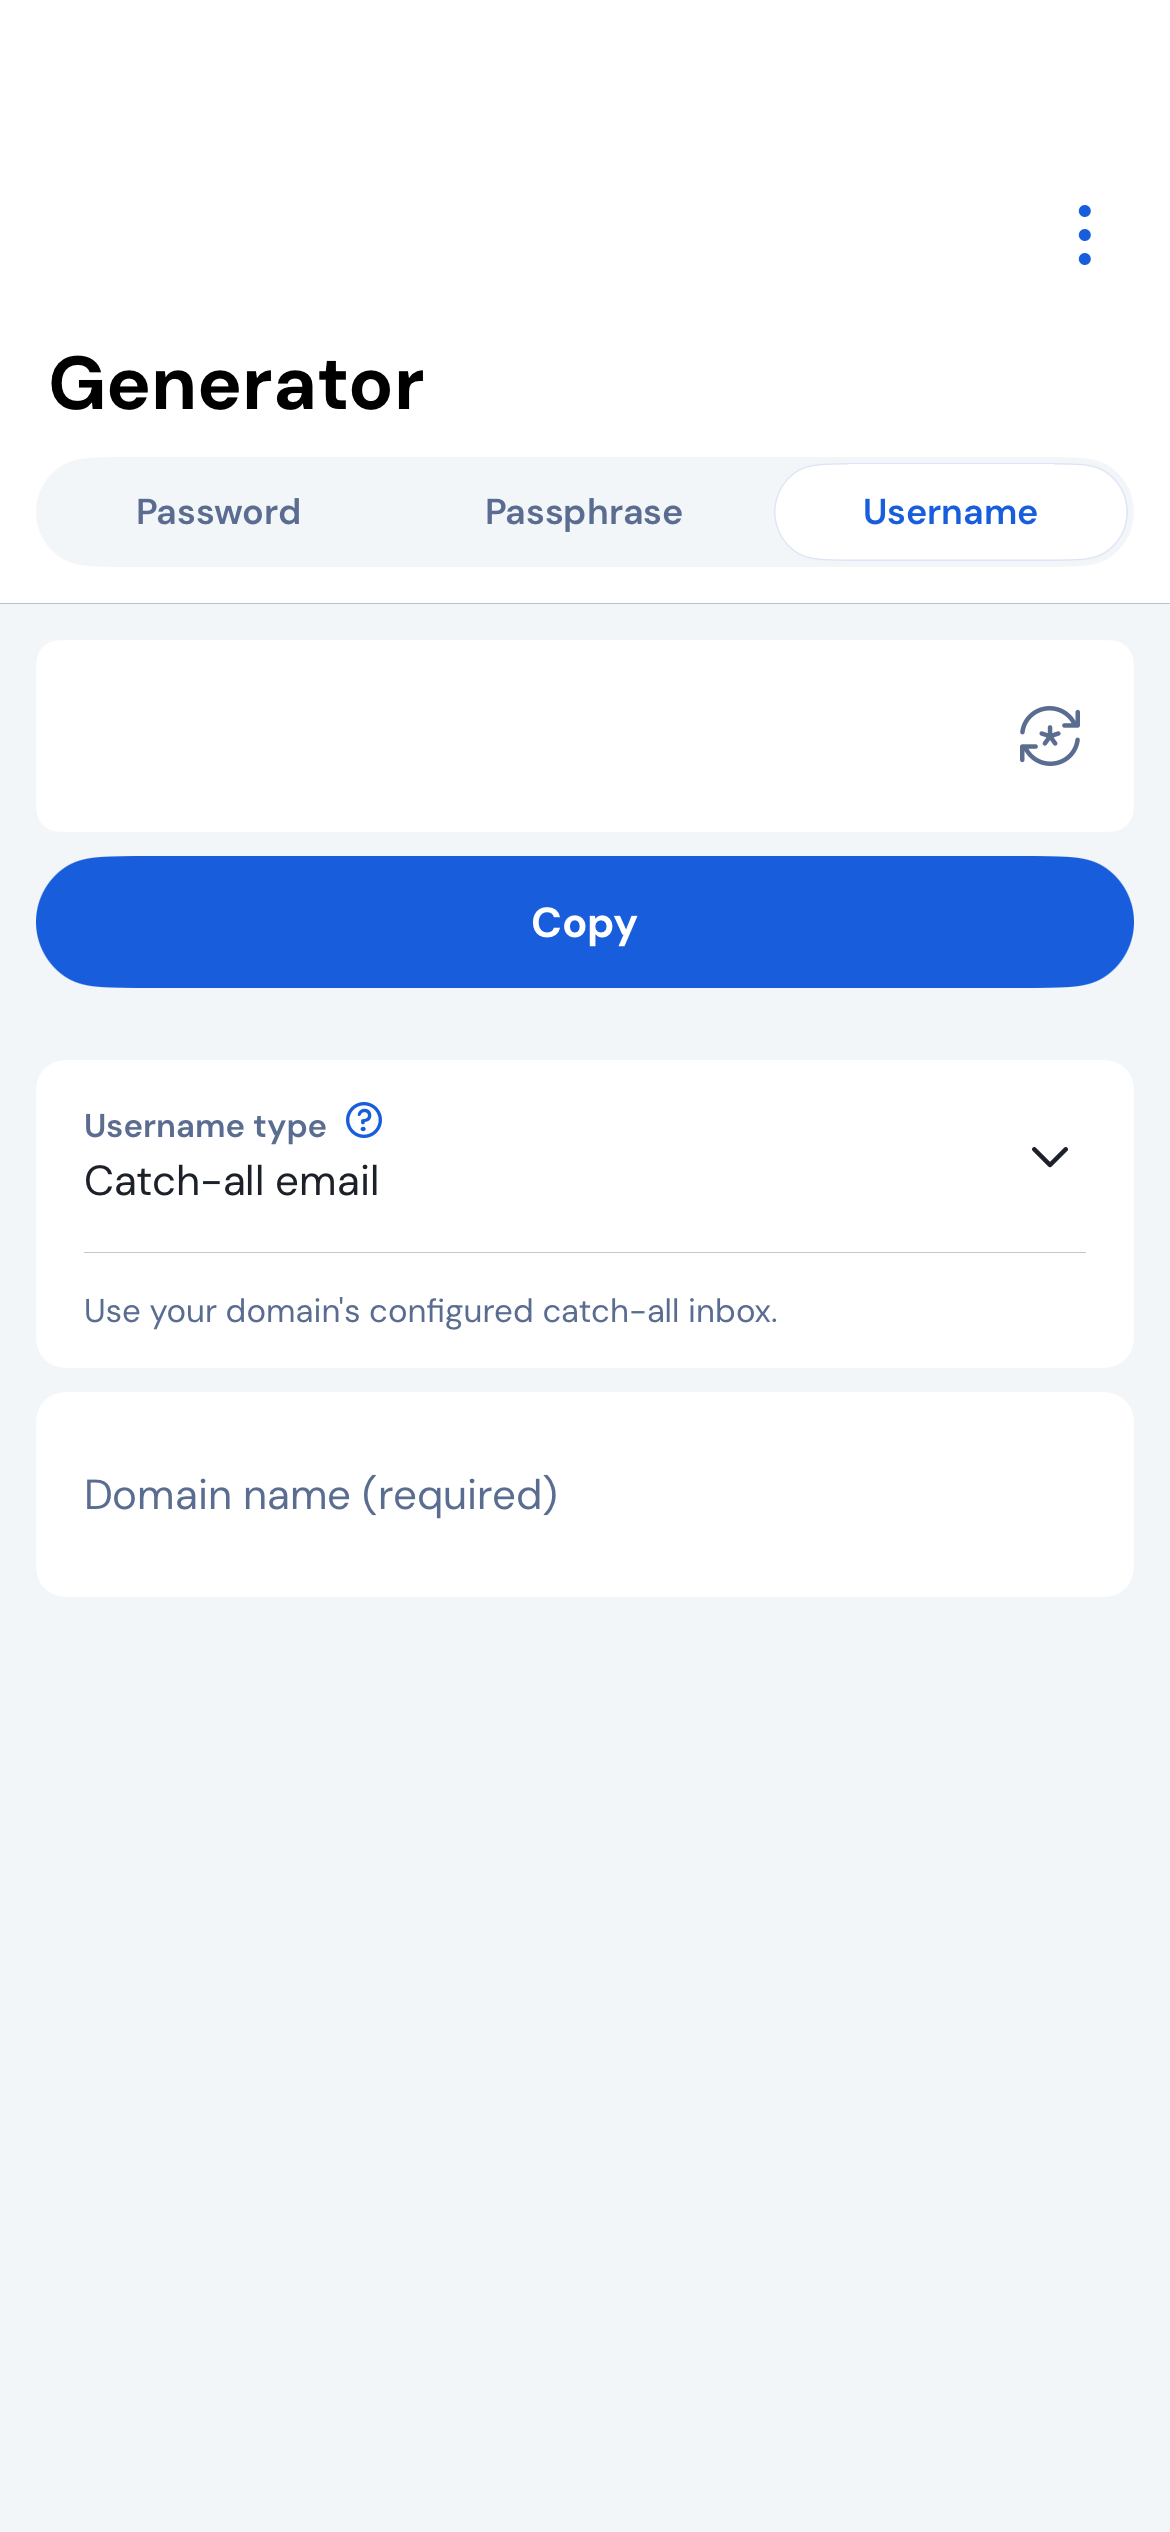 Generator
Password Passphrase Username
Copy
Username type
Catch-all email
Use your domain's configured catch-all inbox.
Domain name (required)